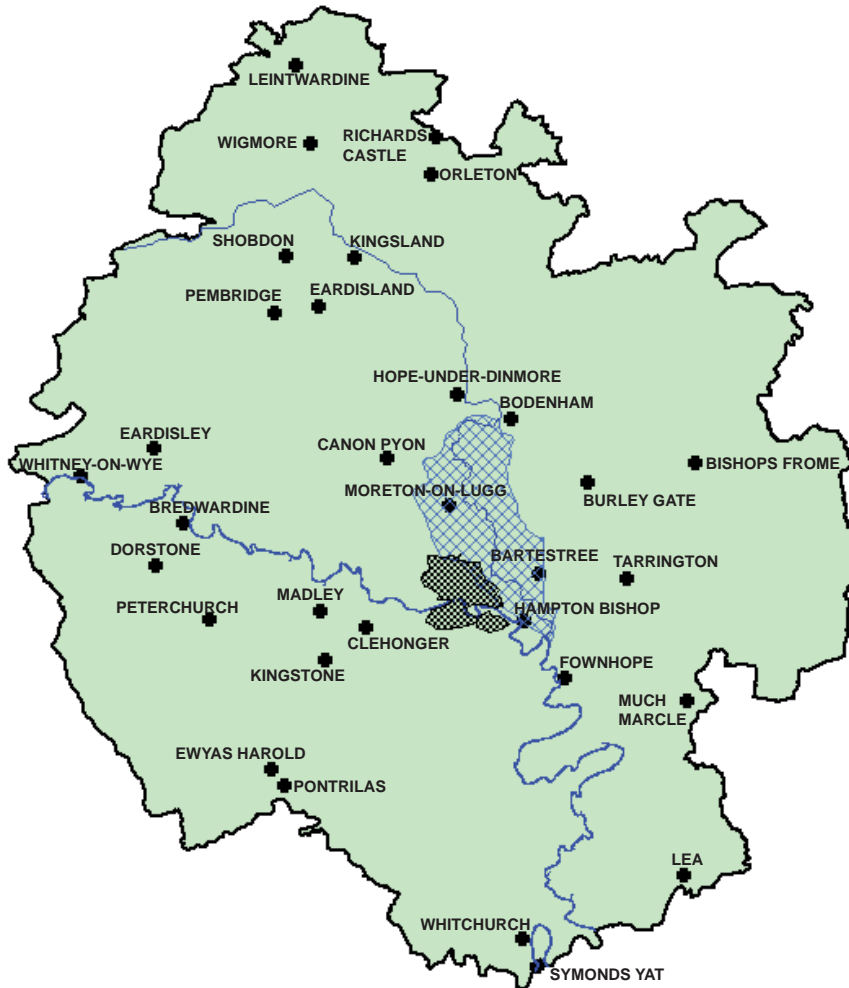 LEINTWARDINE
WIGMORE
RICHARDS
CASTLE
ORLETON
SHOBDON
KINGSLAND
PEMBRIDGE
EARDISLAND
HOPE-UNDER-DINMORE
BODENHAM
EARDISLEY
CANON PYON
WHITNEY-ON-WYE
BISHOPS FROME
MORETON-ON-LUGG
BURLEY GATE
BREDWARDINE
DORSTONE
BARTESTREE
TARRINGTON
PETERCHURCH
MADLEY
HAMPTON BISHOP
CLEHONGER
KINGSTONE
FOWNHOPE
MUCH
MARCLE
EWYAS HAROLD
PONTRILAS
LEA
WHITCHURCH
SYMONDS YAT